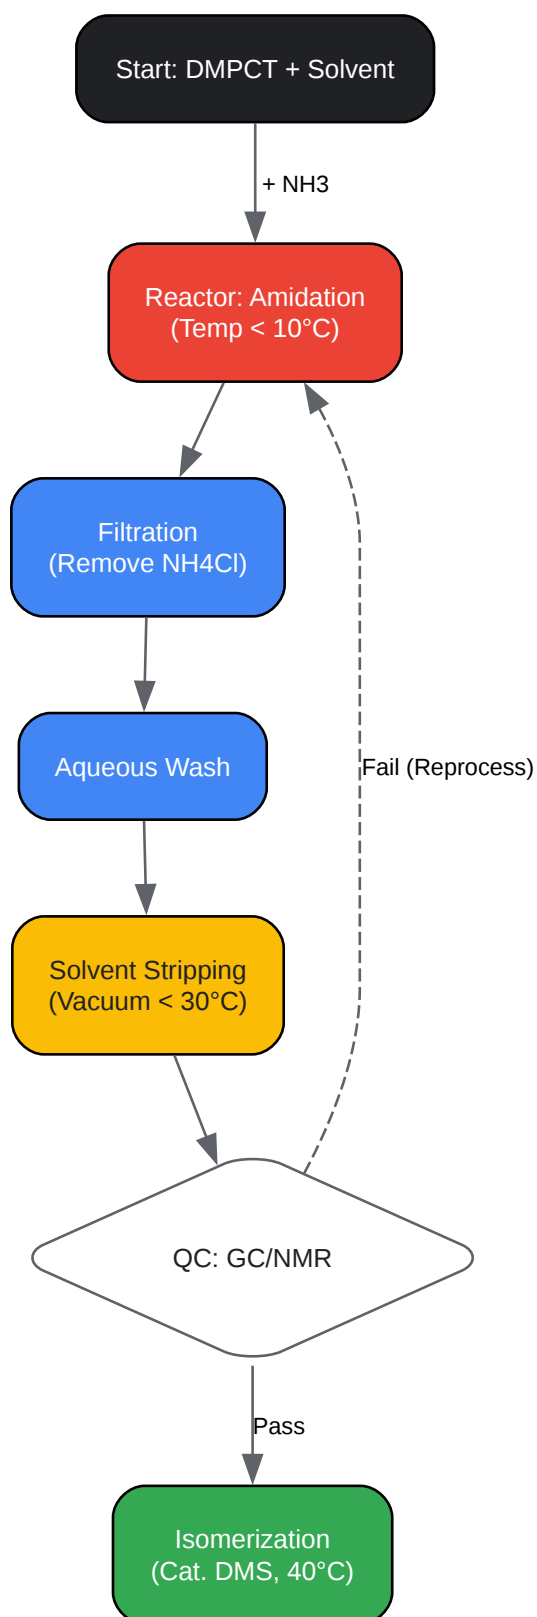 Start: DMPCT + Solvent
+ NH3
Reactor: Amidation
(Temp < 10°C)
Filtration
(Remove NH4Cl)
Aqueous Wash
Fail (Reprocess)
Solvent Stripping
(Vacuum < 30°C)
QC: GC/NMR
Pass
Isomerization
(Cat. DMS, 40°C)